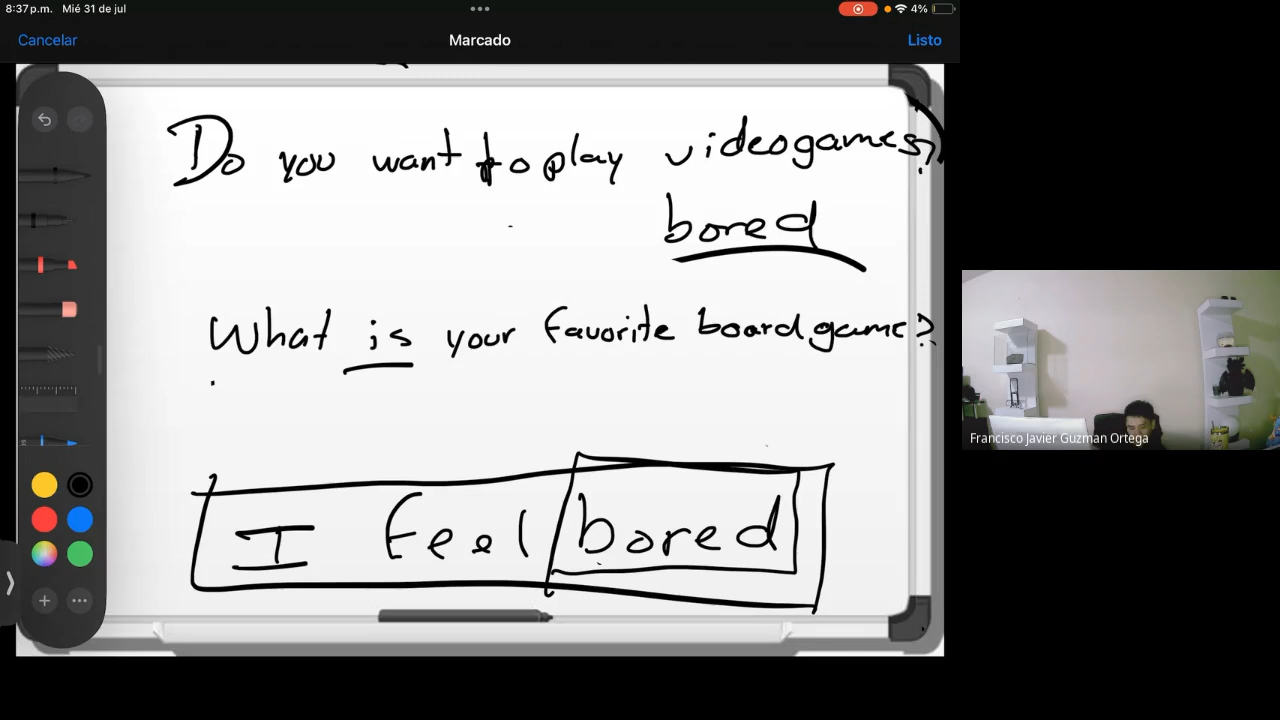 8:37 p.m. Mié 31 de jul
4%
Cancelar
Marcado
Listo
Do you want to play videogames?
bored
What is your favorite boardgame?
I feel bored
Francisco Javier Guzman Ortega